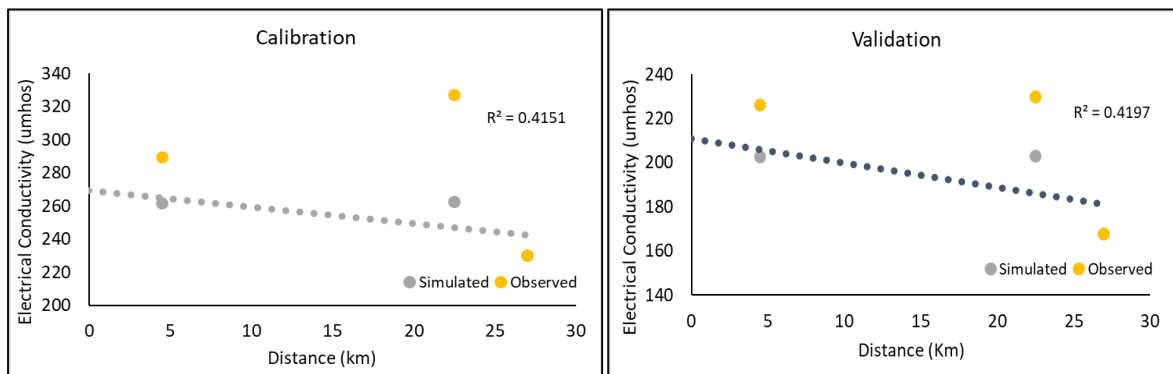 Calibration
Electrical Conductivity (umhos)
340
320
300
280
260
240
220
200
R² = 0.4151
Simulated Observed
0 5 10 15 20 25 30
Distance (km)
Validation
Electrical Conductivity (umhos)
240
220
200
180
160
140
R² = 0.4197
Simulated Observed
0 5 10 15 20 25 30
Distance (Km)